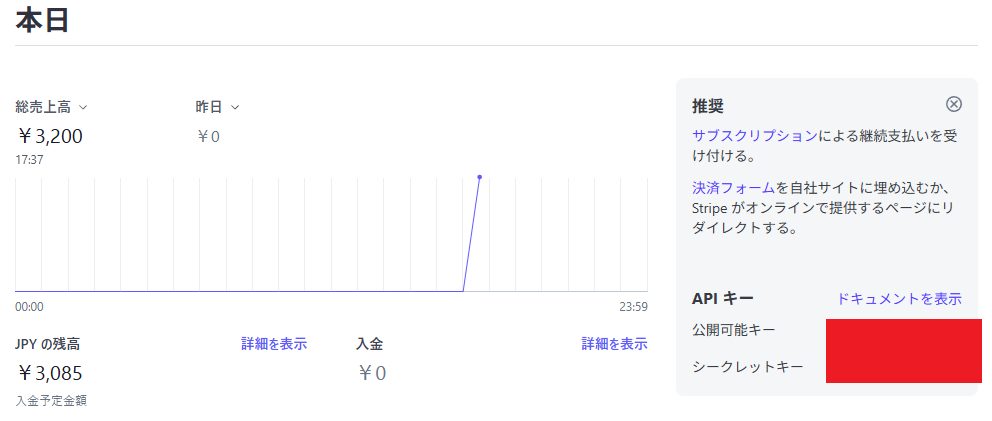 本日
総売上高
昨日
￥3,200
￥0
17:37
00:00
23:59
JPY の残高
詳細を表示
入金
詳細を表示
￥3,085
￥0
入金予定金額
推奨
サブスクリプションによる継続支払いを受
け付ける。
決済フォームを自社サイトに埋め込むか、
Stripe がオンラインで提供するページにリ
ダイレクトする。
API キー
ドキュメントを表示
公開可能キー
シークレットキー